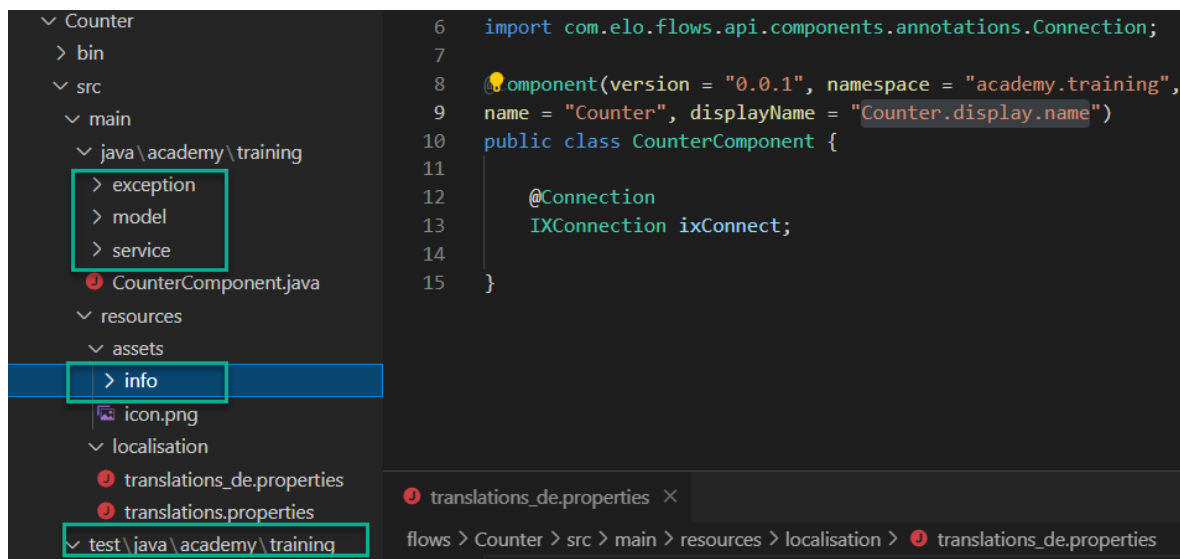 Counter
bin
src
main
java\academy\training
exception
model
service
CounterComponent.java
resources
assets
info
icon.png
localisation
translations_de.properties
translations.properties
test\java\academy\training
6 import com.elo.flows.api.components.annotations.Connection;
7
8 @omponent(version = "0.0.1", namespace = "academy.training",
9 name = "Counter", displayName = "Counter.display.name")
10 public class CounterComponent {
11
12 @Connection
13 IXConnection ixConnect;
14
15 }
translations_de.properties
flows > Counter > src > main > resources > localisation > translations_de.properties